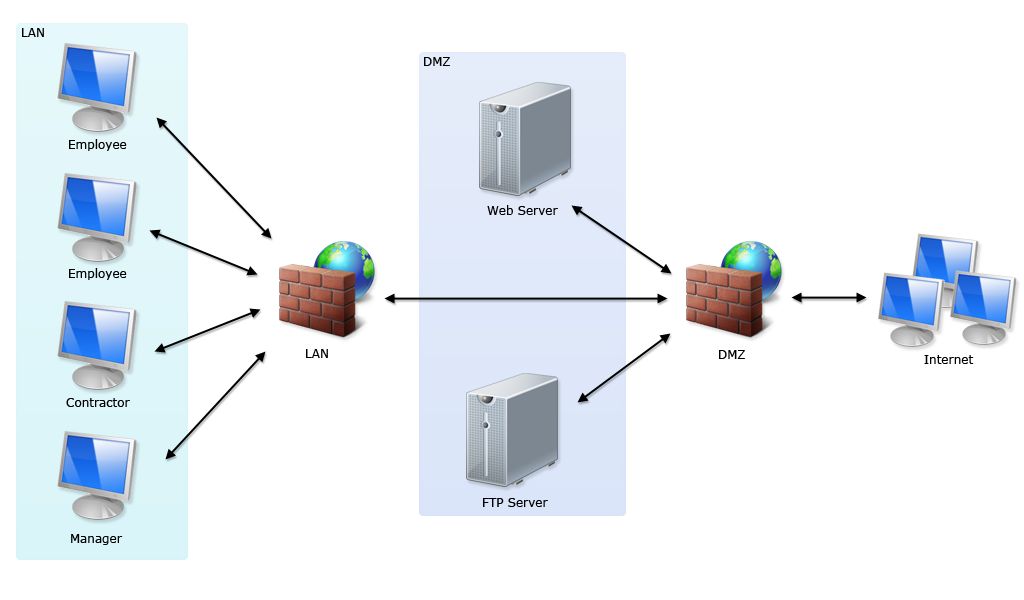 LAN
Employee
Employee
Contractor
Manager
LAN
DMZ
Web Server
FTP Server
DMZ
Internet